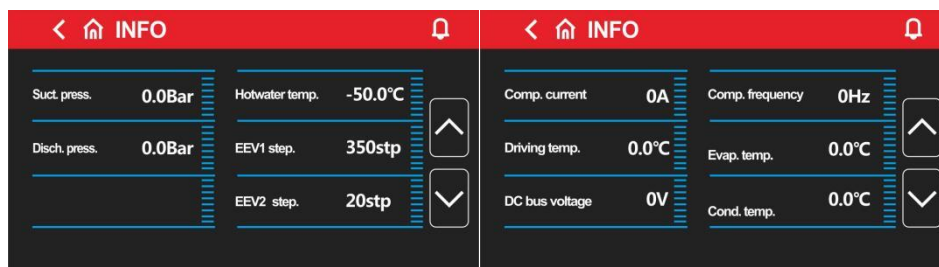 INFO
Suct. press. 0.0Bar Hotwater temp. -50.0℃
Disch. press. 0.0Bar EEV1 step. 350stp
EEV2 step. 20stp
INFO
Comp. current 0A Comp. frequency 0Hz
Driving temp. 0.0℃ Evap. temp. 0.0℃
DC bus voltage 0V Cond. temp. 0.0℃